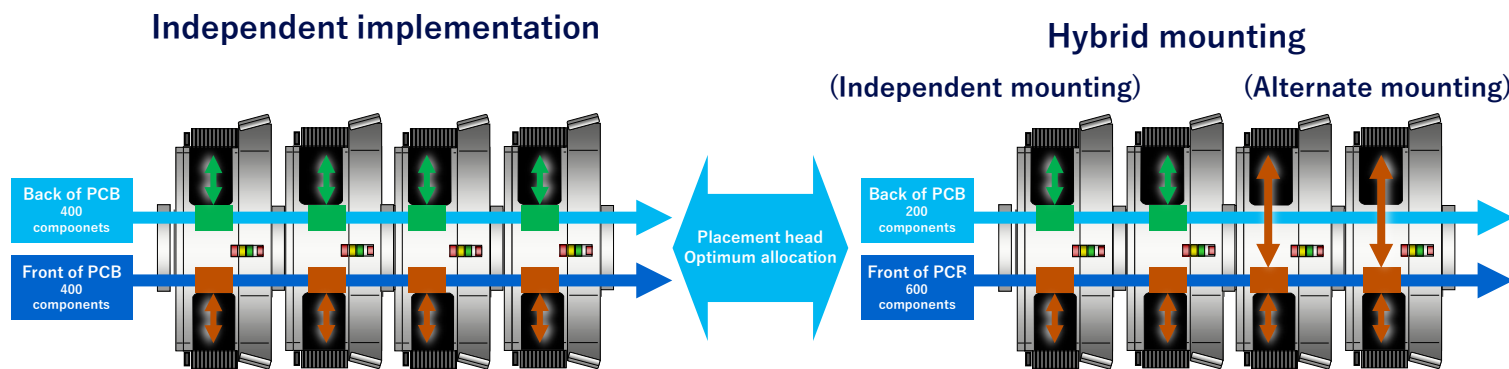 Independent implementation
Back of PCB
400
compoonets
Front of PCB
400
components
Placement head
Optimum allocation
Hybrid mounting
(Independent mounting)
(Alternate mounting)
Back of PCB
200
components
Front of PCB
600
components